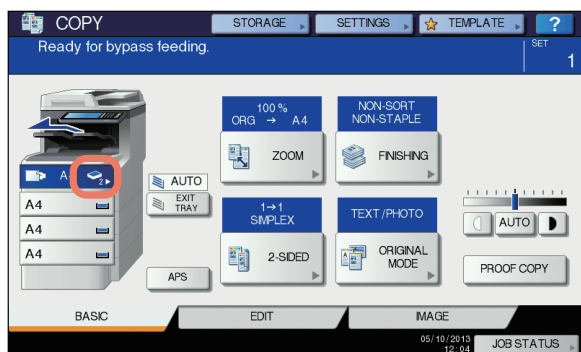 COPY
STORAGE
SETTINGS
TEMPLATE
?
Ready for bypass feeding.
SET
1
100 %
ORG → A4
ZOOM
NON-SORT
NON-STAPLE
FINISHING
A
2
AUTO
EXIT
TRAY
A4
A4
A4
1→1
SIMPLEX
2-SIDED
TEXT/PHOTO
ORIGINAL
MODE
AUTO
APS
PROOF COPY
BASIC
EDIT
IMAGE
05/10/2013
12:04
JOB STATUS